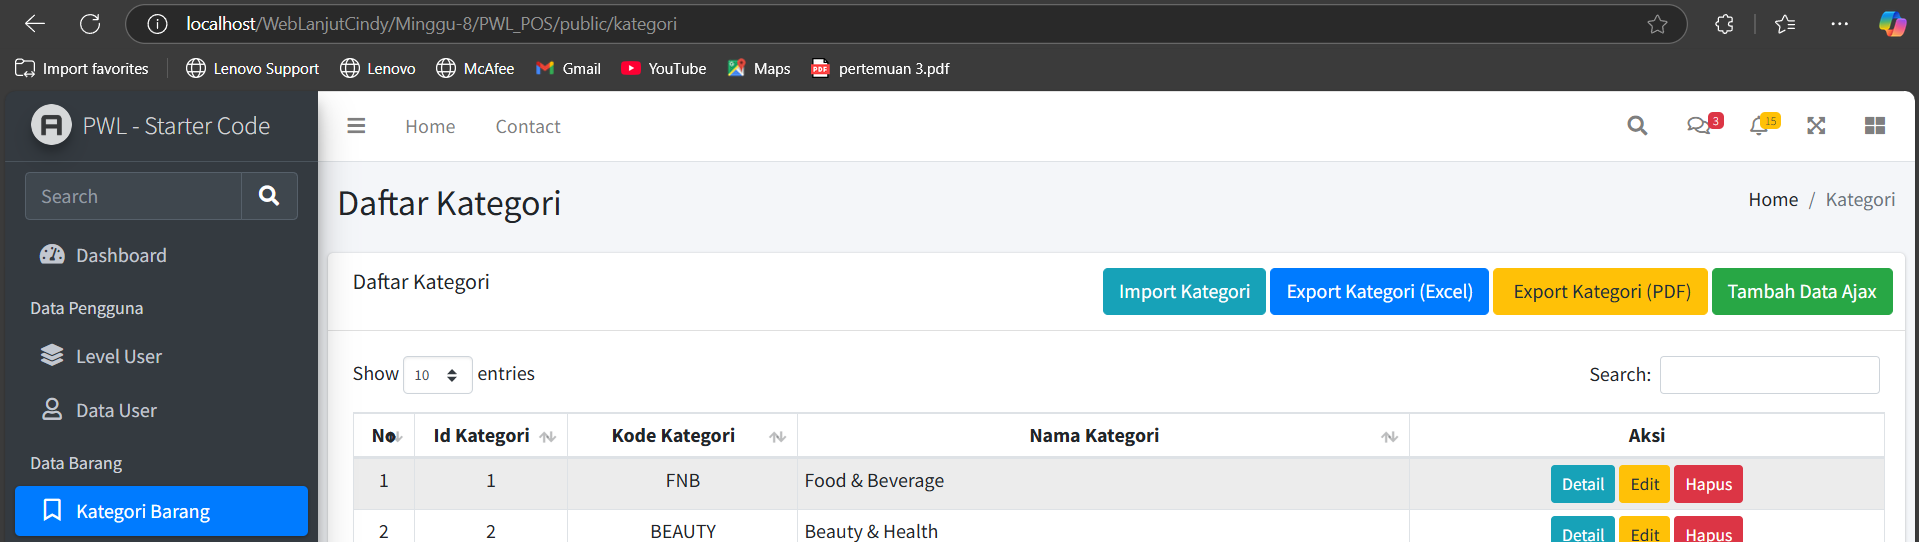 localhost/WebLanjutCindy/Minggu-8/PWL_POS/public/kategori
Import favorites Lenovo Support Lenovo McAfee Gmail YouTube Maps PDF pertemuan 3.pdf
PWL - Starter Code
Home Contact 3 15
Search
Daftar Kategori
Home / Kategori
Dashboard
Data Pengguna
Level User
Data User
Data Barang
Kategori Barang
Daftar Kategori
Import Kategori Export Kategori (Excel) Export Kategori (PDF) Tambah Data Ajax
Show 10 entries Search:
No Id Kategori Kode Kategori Nama Kategori Aksi
1 1 FNB Food & Beverage Detail Edit Hapus
2 2 BEAUTY Beauty & Health Detail Edit Hapus